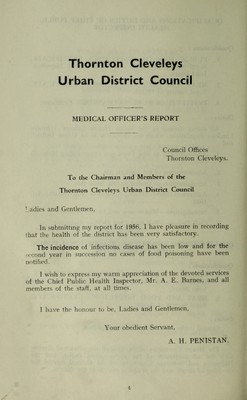 Thornton Cleveleys
Urban District Council
MEDICAL OFFICER'S REPORT
Council Offices
Thornton Cleveleys.
To the Chairman and Members of the
Thornton Cleveleys Urban District Council
Ladies and Gentlemen,
In submitting my report for 1956, I have pleasure in recording
that the health of the district has been very satisfactory.
The incidence of infectious disease has been low and for the
second year in succession no cases of food poisoning have been
notified.
I wish to express my warm appreciation of the devoted services
of the Chief Public Health Inspector, Mr. A. E. Barnes, and all
members of the staff, at all times.
I have the honour to be, Ladies and Gentlemen,
Your obedient Servant,
A. H. PENISTAN.